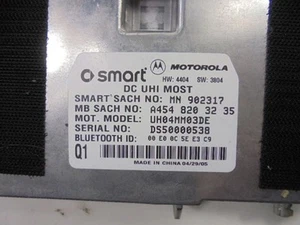 smart MOTOROLA
HW: 4404 SW: 3804
DC UHI MOST
SMART SACH NO: MN 902317
MB SACH NO: A454 820 32 35
MOT. MODEL: UH04MM03DE
SERIAL NO: D550000538
BLUETOOTH ID: 00 E0 0C 5E E3 C9
Q1 MADE IN CHINA 04/29/05